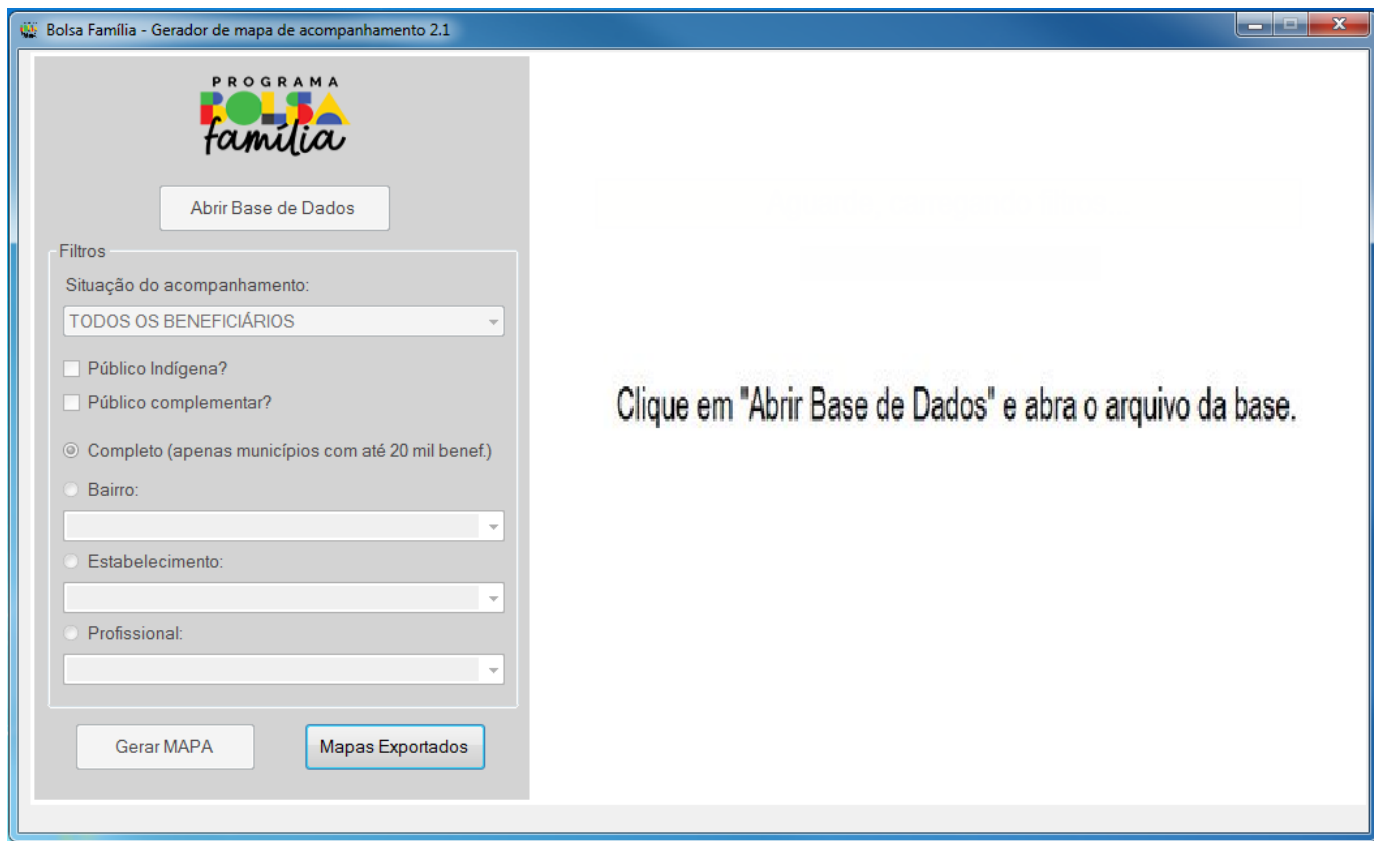 Bolsa Família - Gerador de mapa de acompanhamento 2.1
PROGRAMA
BOLSA
família
Abrir Base de Dados
Filtros
Situação do acompanhamento:
TODOS OS BENEFICIÁRIOS
Público Indígena?
Público complementar?
Completo (apenas municípios com até 20 mil benef.)
Bairro:
Estabelecimento:
Profissional:
Gerar MAPA
Mapas Exportados
Clique em "Abrir Base de Dados" e abra o arquivo da base.